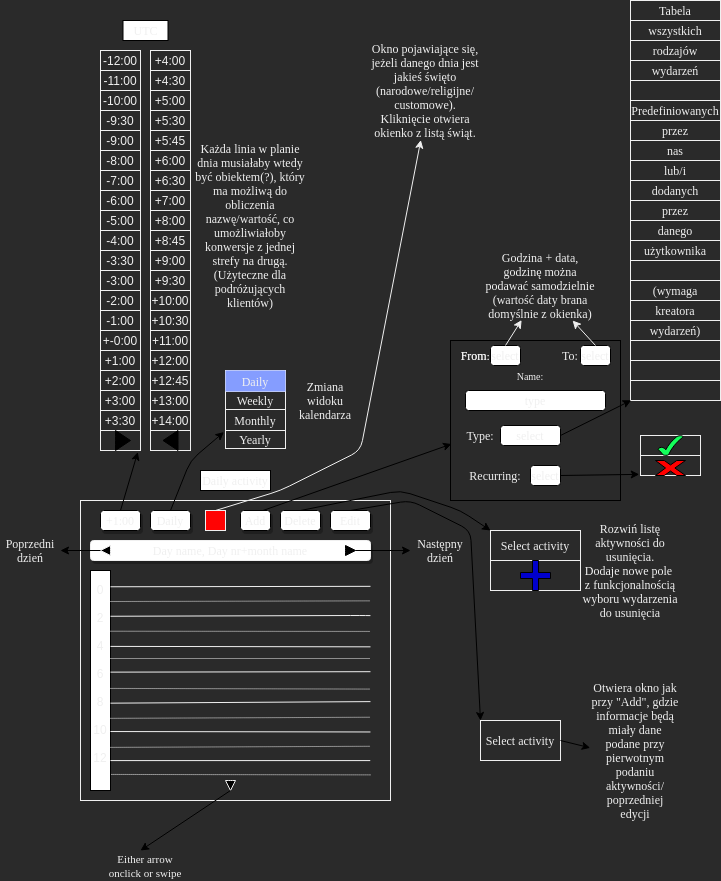 UTC
-12:00
-11:00
-10:00
-9:30
-9:00
-8:00
-7:00
-6:00
-5:00
-4:00
-3:30
-3:00
-2:00
-1:00
+-0:00
+1:00
+2:00
+3:00
+3:30
+4:00
+4:30
+5:00
+5:30
+5:45
+6:00
+6:30
+7:00
+8:00
+8:45
+9:00
+9:30
+10:00
+10:30
+11:00
+12:00
+12:45
+13:00
+14:00
Każda linia w planie
dnia musiałaby wtedy
być obiektem(?), który
ma możliwą do
obliczenia
nazwę/wartość, co
umożliwiałoby
konwersje z jednej
strefy na drugą.
(Użyteczne dla
podróżujących
klientów)
Okno pojawiające się,
jeżeli danego dnia jest
jakieś święto
(narodowe/religijne/
customowe).
Kliknięcie otwiera
okienko z listą świąt.
Tabela
wszystkich
rodzajów
wydarzeń
Predefiniowanych
przez
nas
lub/i
dodanych
przez
danego
użytkownika
(wymaga
kreatora
wydarzeń)
Godzina + data,
godzinę można
podawać samodzielnie
(wartość daty brana
domyślnie z okienka)
From:
select
To:
select
Name:
type
Type:
select
Recurring:
select
Daily
Weekly
Monthly
Yearly
Zmiana
widoku
kalendarza
Daily activity
+1:00
Daily
Add
Delete
Edit
Poprzedni
dzień
Day name, Day nr+month name
Następny
dzień
0
2
4
6
8
10
12
Either arrow
onclick or swipe
Select activity
Rozwiń listę
aktywności do
usunięcia.
Dodaje nowe pole
z funkcjonalnością
wyboru wydarzenia
do usunięcia
Select activity
Otwiera okno jak
przy "Add", gdzie
informacje będą
miały dane
podane przy
pierwotnym
podaniu
aktywności/
poprzedniej
edycji